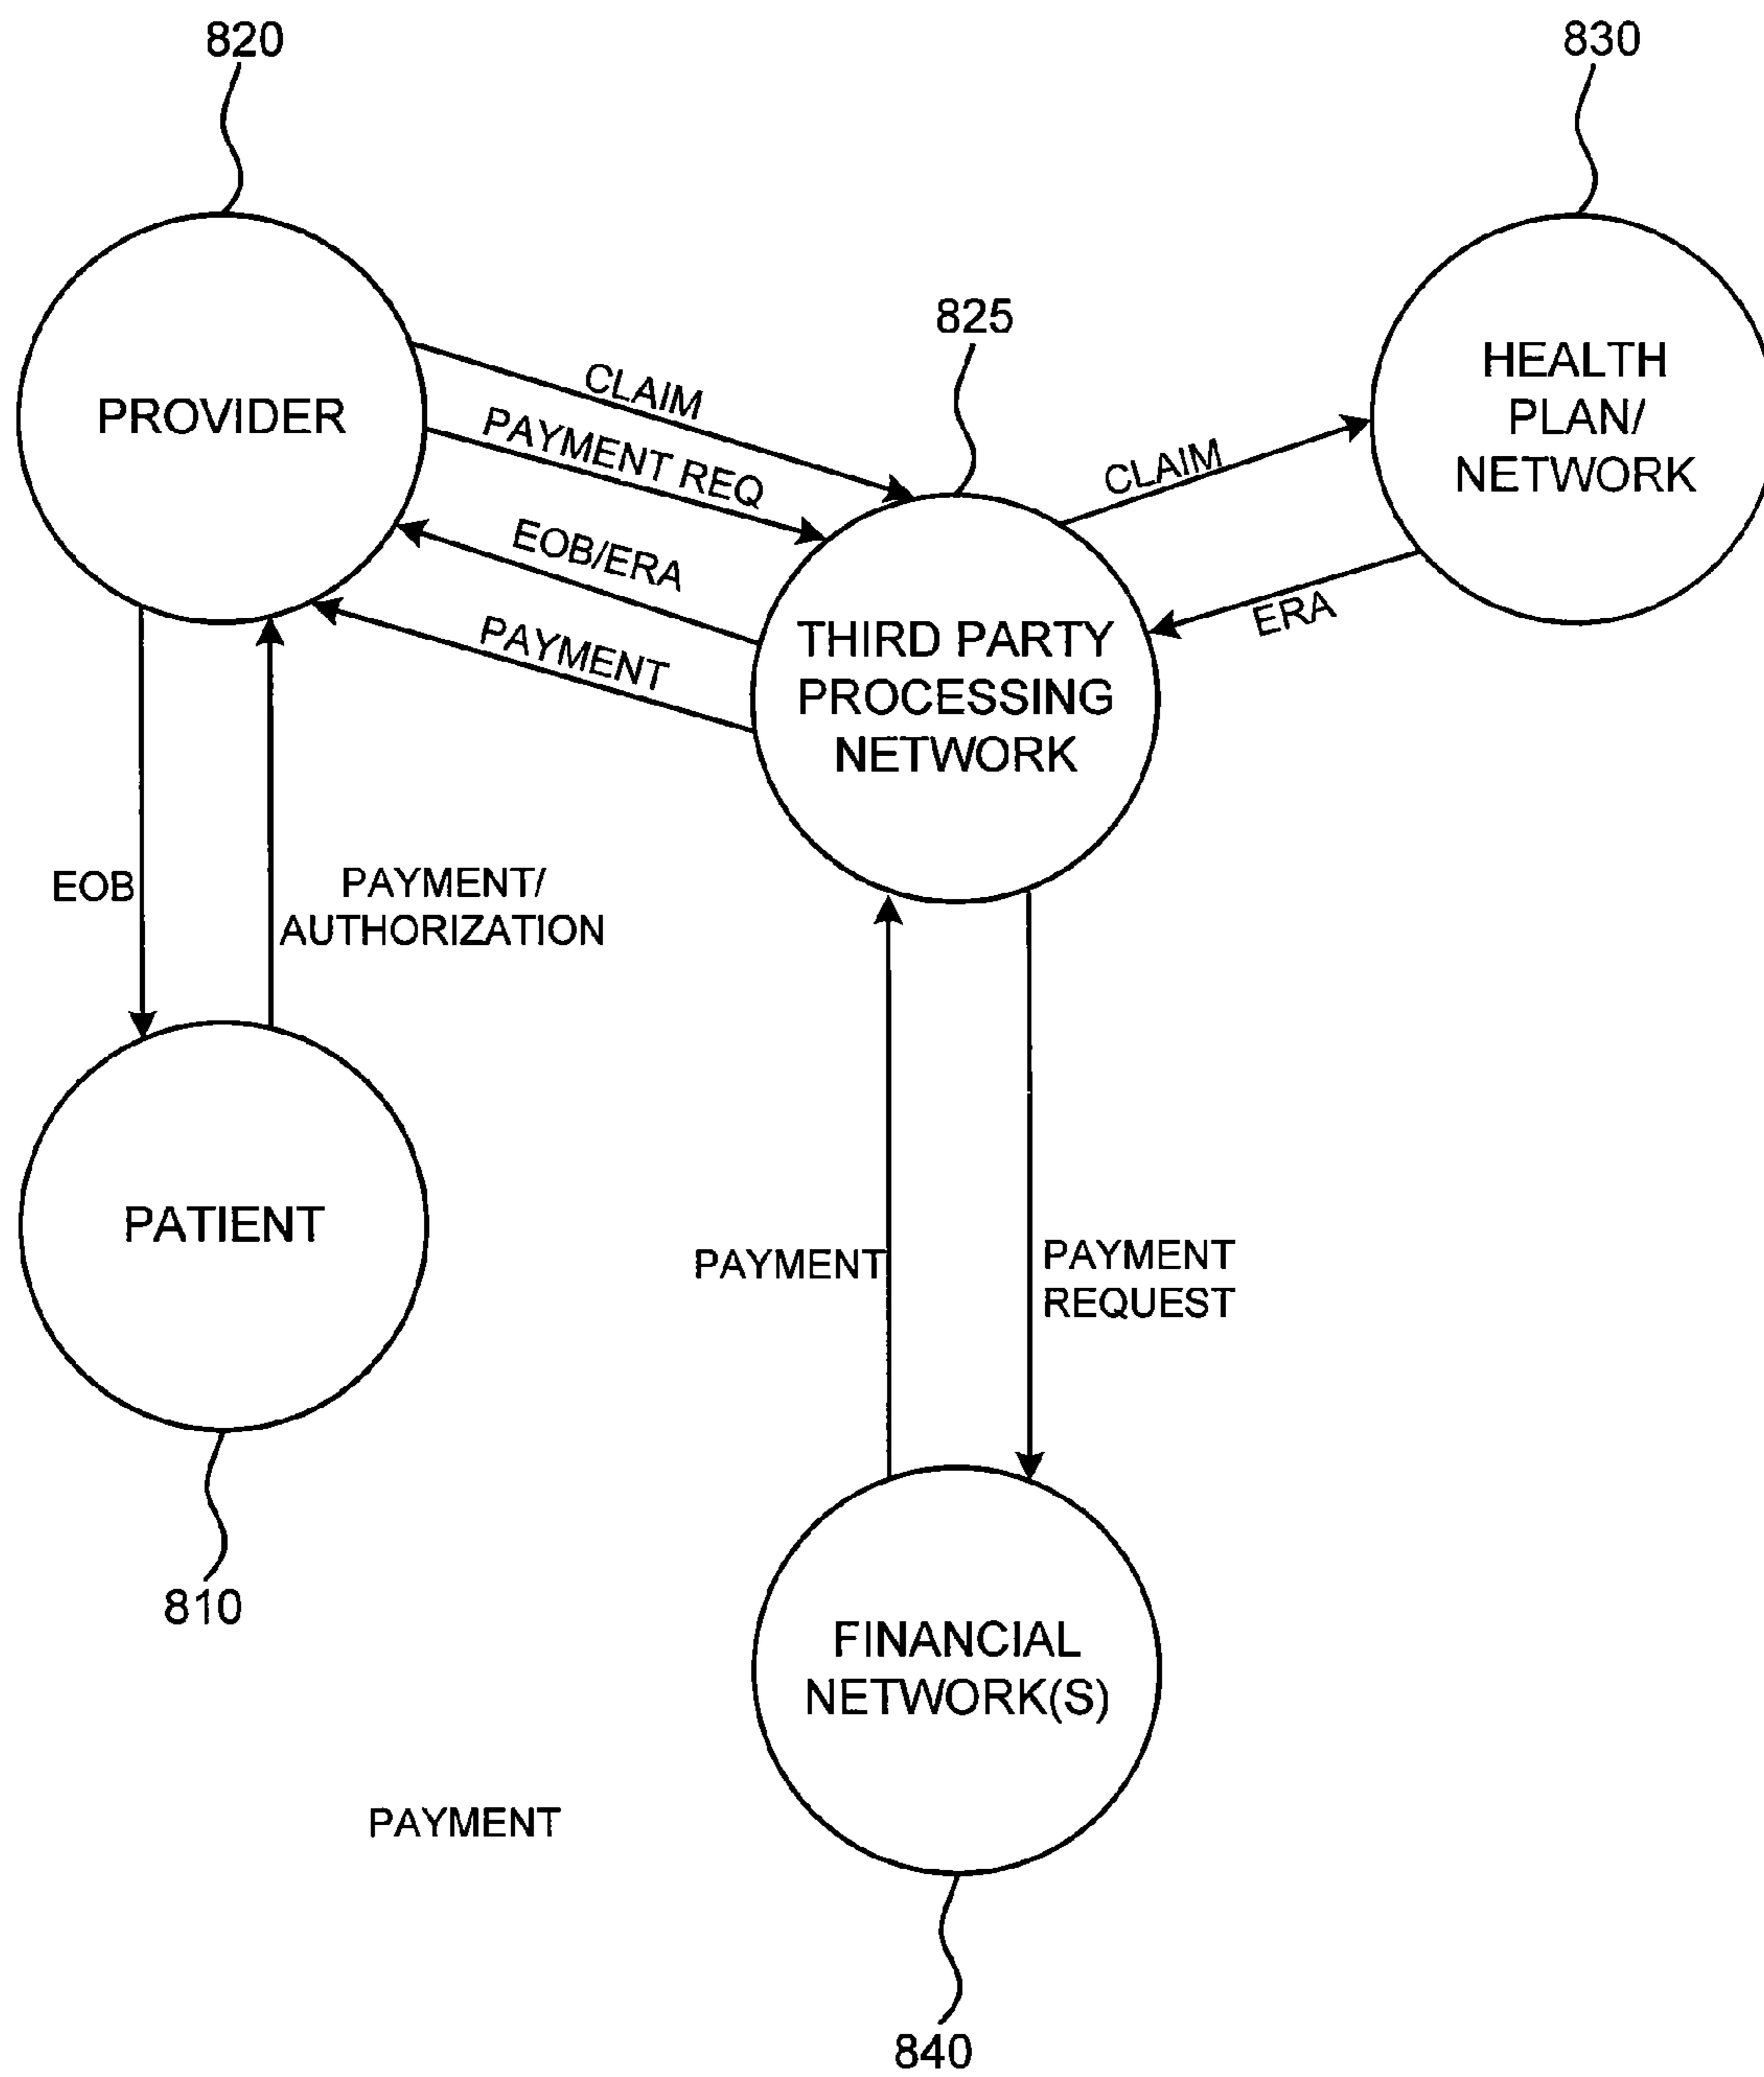 820
830
825
PROVIDER
HEALTH
PLAN/
NETWORK
CLAIM
PAYMENT REQ
EOB/ERA
PAYMENT
CLAIM
ERA
THIRD PARTY
PROCESSING
NETWORK
EOB
PAYMENT/
AUTHORIZATION
PATIENT
PAYMENT
PAYMENT
REQUEST
810
FINANCIAL
NETWORK(S)
PAYMENT
840